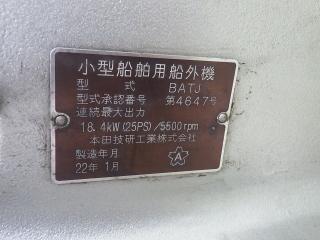 小型船舶用船外機
型式 BATJ
型式承認番号 第4647号
連続最大出力
18.4kW(25PS)/5500rpm
本田技研工業株式会社
製造年月
22年 1月
A